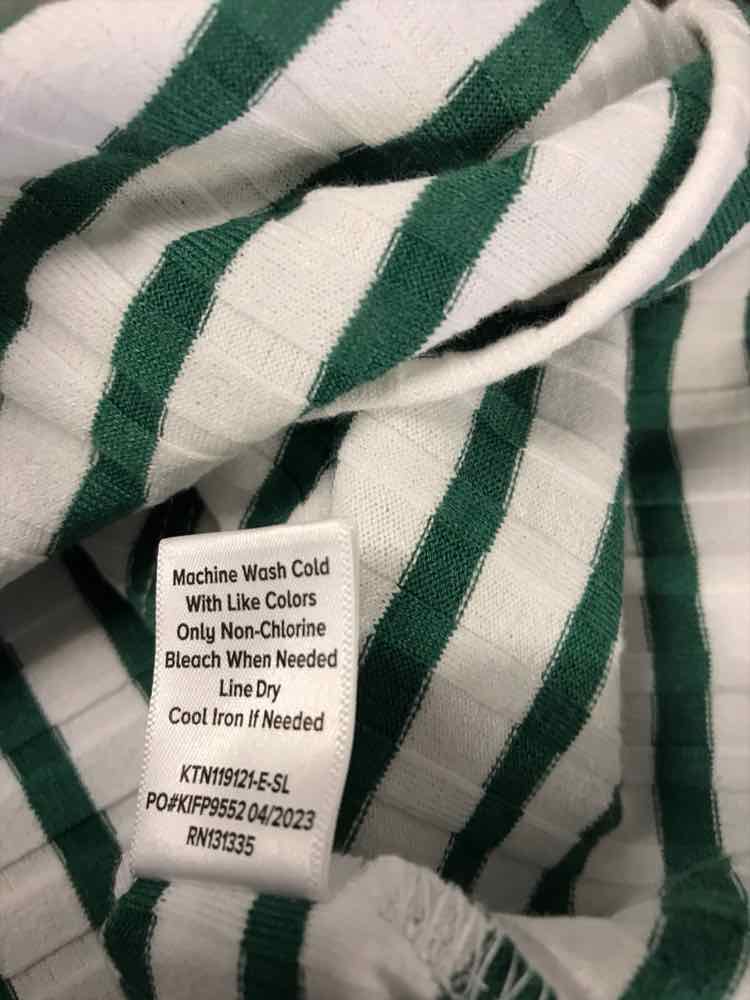 Machine Wash Cold
With Like Colors
Only Non-Chlorine
Bleach When Needed
Line Dry
Cool Iron If Needed
KTN119121-E-SL
PO#KIFP9552 04/2023
RN131335